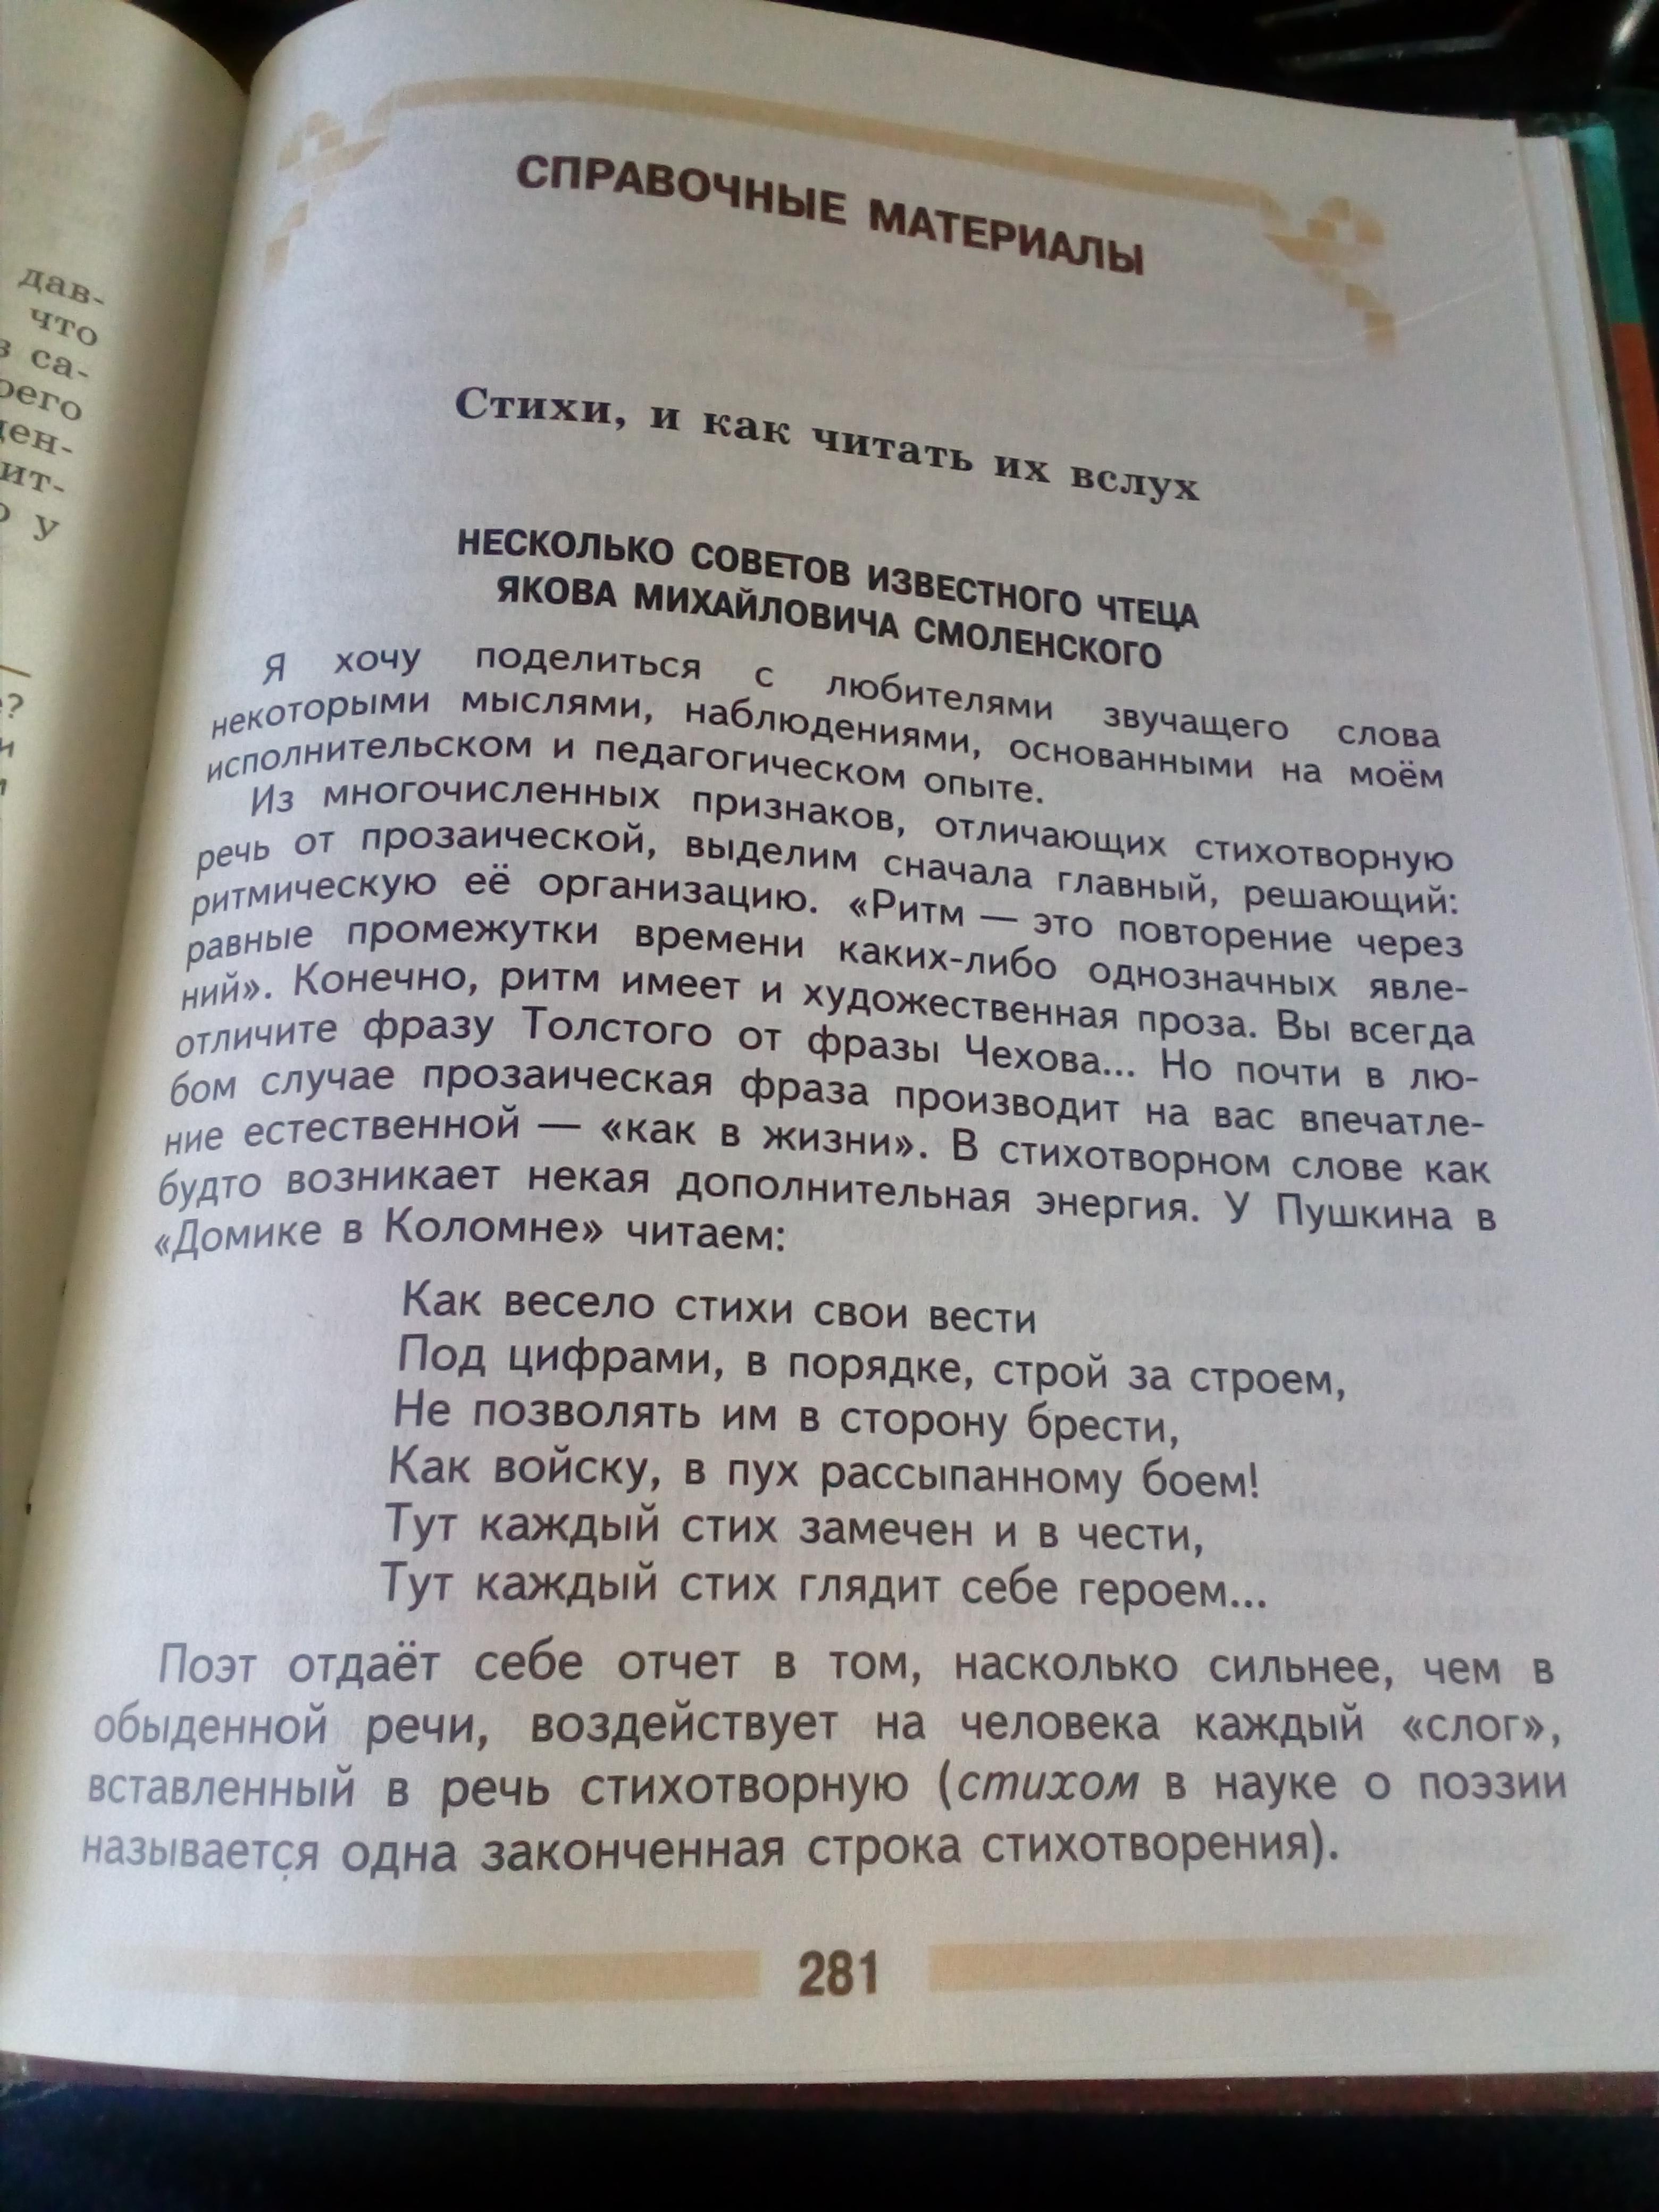 дав-
что
са-
СПРАВОЧНЫЕ МАТЕРИАЛЫ
Стихи, и как читать их вслух
НЕСКОЛЬКО СОВЕТОВ ИЗВЕСТНОГО ЧТЕЦА
ЯКОВА МИХАЙЛОВИЧА СМОЛЕНСКОГО
Я хочу поделиться с любителями звучащего слова
некоторыми мыслями, наблюдениями, основанными на моём
исполнительском и педагогическом опыте.
Из многочисленных признаков, отличающих стихотворную
речь от прозаической, выделим сначала главный, решающий:
ритмическую её организацию. «Ритм — это повторение через
равные промежутки времени каких-либо однозначных явле-
ний». Конечно, ритм имеет и художественная проза. Вы всегда
отличите фразу Толстого от фразы Чехова... Но почти в лю-
бом случае прозаическая фраза производит на вас впечатле-
ние естественной — «как в жизни». В стихотворном слове как
будто возникает некая дополнительная энергия. У Пушкина в
«Домике в Коломне» читаем:
Как весело стихи свои вести
Под цифрами, в порядке, строй за строем,
Не позволять им в сторону брести,
Как войску, в пух рассыпанному боем!
Тут каждый стих замечен и в чести,
Тут каждый стих глядит себе героем...
Поэт отдаёт себе отчет в том, насколько сильнее, чем в
обыденной речи, воздействует на человека каждый «слог»,
вставленный в речь стихотворную (стихом в науке о поэзии
называется одна законченная строка стихотворения).
281